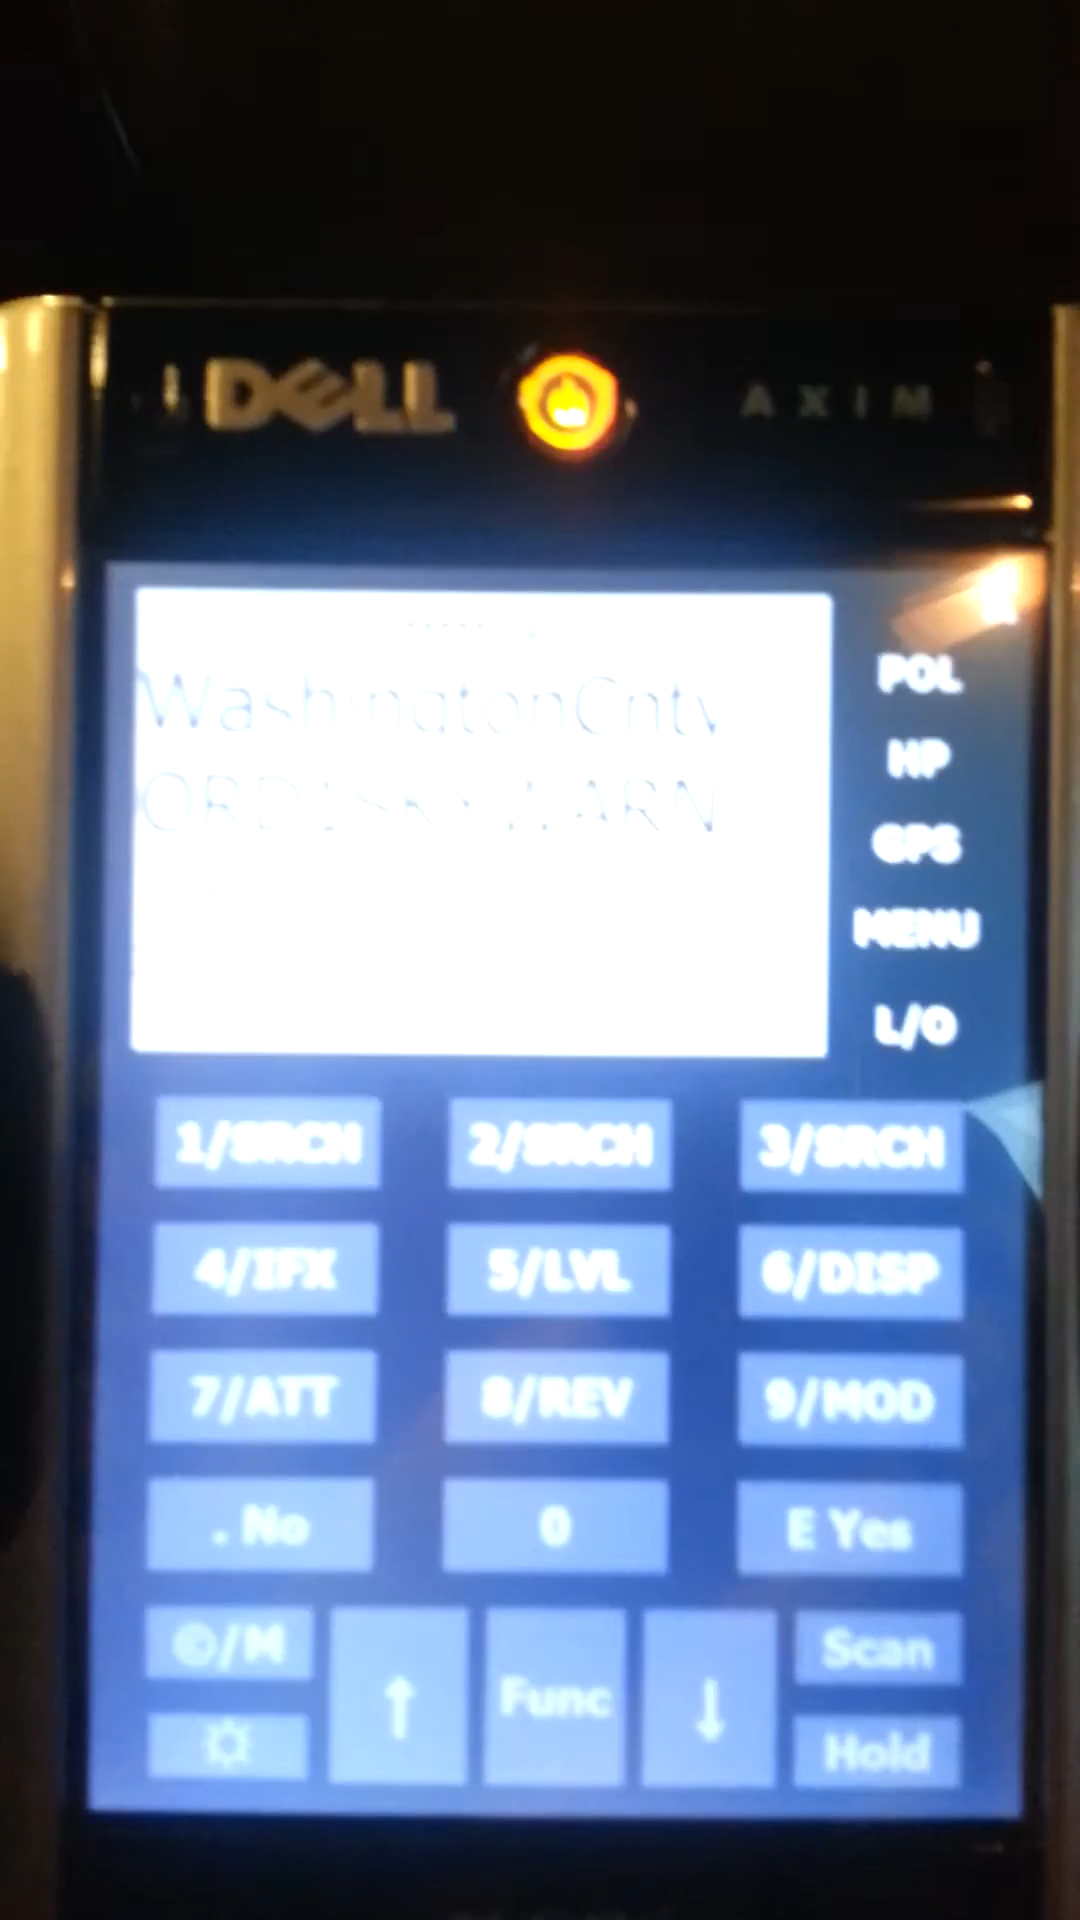 DELL
AXIM
WashingtonCnty
POL
HP
GPS
MENU
L/O
1/SRCH 2/SRCH 3/SRCH
4/IFX 5/LVL 6/DISP
7/ATT 8/REV 9/MOD
. No 0 E Yes
©/M ↑ Func ↓ Scan
Hold